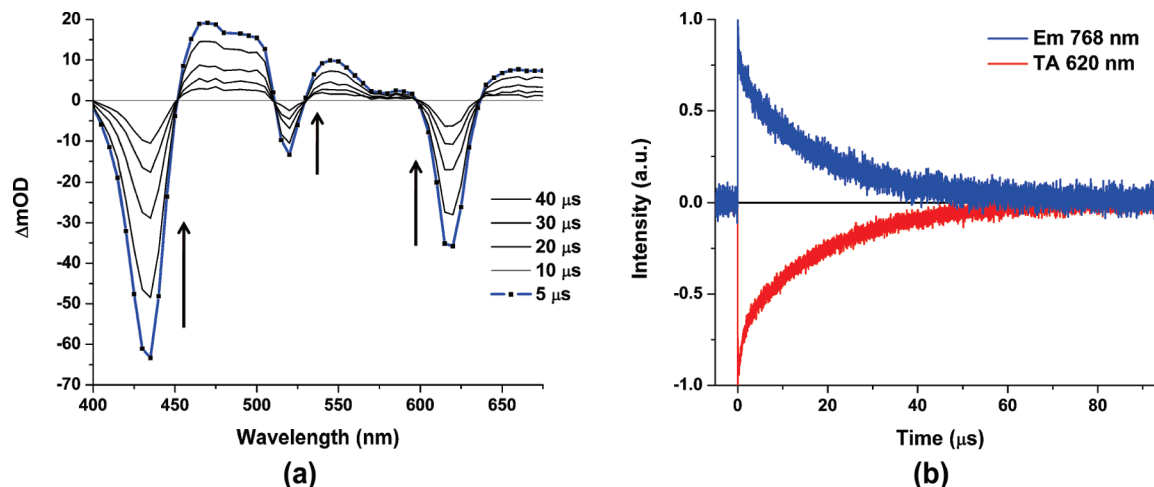 20
10
0
-10
-20
-30
-40
-50
-60
-70
ΔmOD
40 μs
30 μs
20 μs
10 μs
5 μs
400 450 500 550 600 650
Wavelength (nm)
(a)
Em 768 nm
TA 620 nm
1.0
0.5
0.0
-0.5
-1.0
Intensity (a.u.)
0 20 40 60 80
Time (μs)
(b)